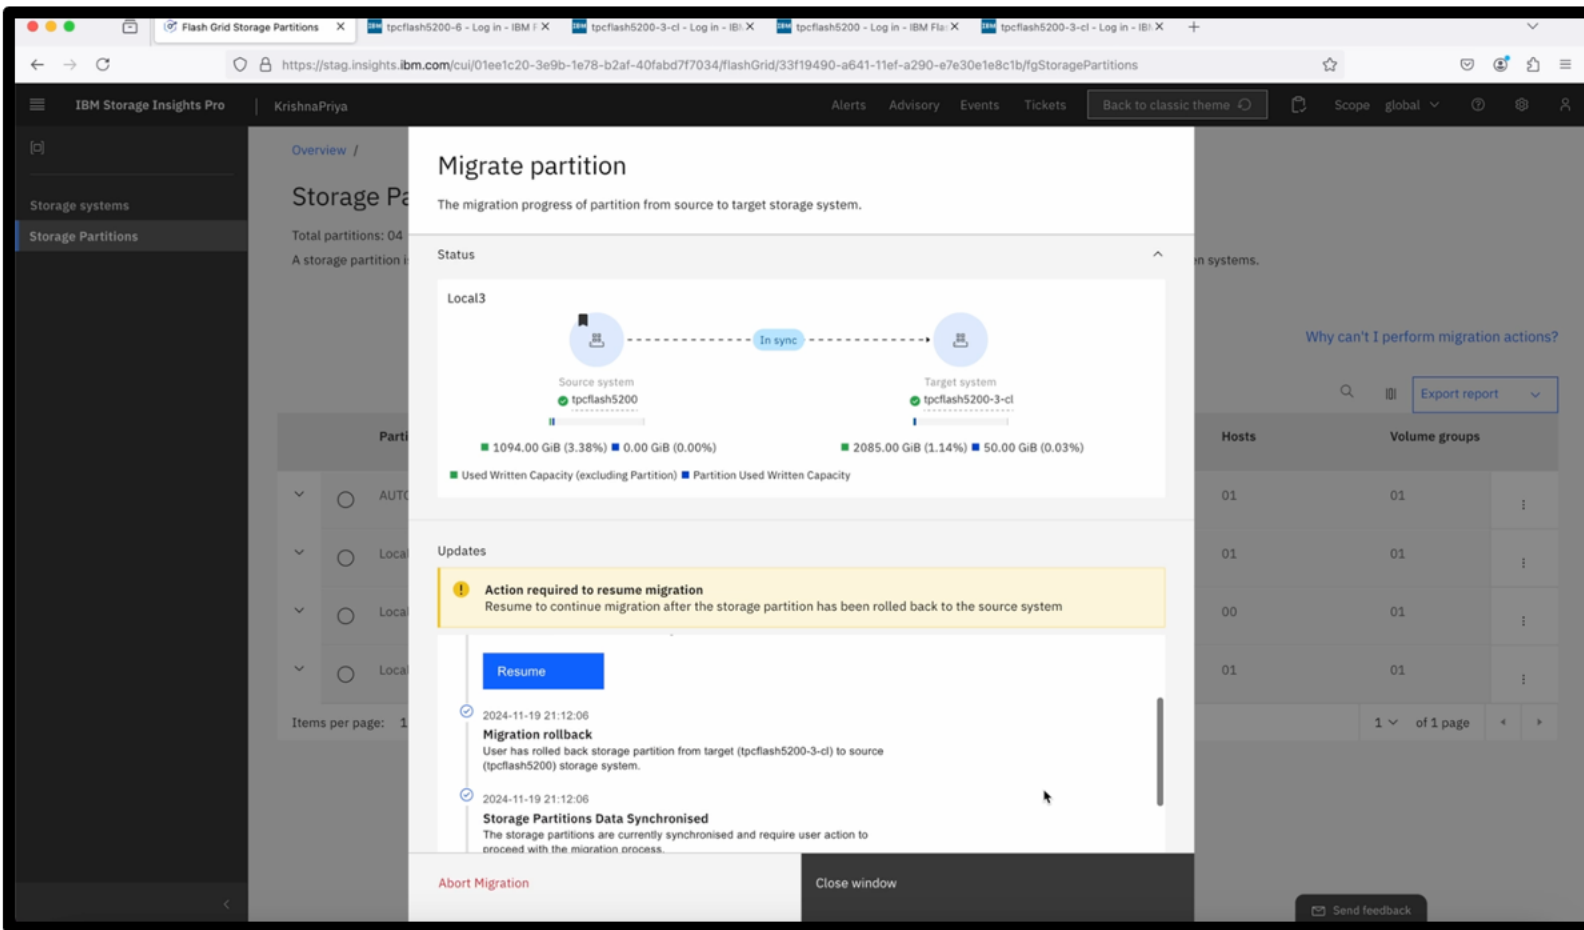 Flash Grid Storage Partitions
tpcflash5200-6 - Log in - IBM F
tpcflash5200-3-cl - Log in - IB
tpcflash5200 - Log in - IBM Fla
tpcflash5200-3-cl - Log in - IB
https://stag.insights.ibm.com/cui/01ee1c20-3e9b-1e78-b2af-40fabd7f7034/flashGrid/33f19490-a641-11ef-a290-e7e30e1e8c1b/fgStoragePartitions
IBM Storage Insights Pro
KrishnaPriya
Alerts
Advisory
Events
Tickets
Back to classic theme
Scope
global
Storage systems
Storage Partitions
Overview /
Storage Pa
Total partitions: 04
A storage partition i
n systems.
Why can't I perform migration actions?
Export report
Parti
Hosts
Volume groups
AUTO
01
01
Local
01
01
Local
00
01
Local
01
01
Items per page: 1
1
of 1 page
Migrate partition
The migration progress of partition from source to target storage system.
Status
Local3
In sync
Source system
tpcflash5200
Target system
tpcflash5200-3-cl
1094.00 GiB (3.38%) 0.00 GiB (0.00%)
2085.00 GiB (1.14%) 50.00 GiB (0.03%)
Used Written Capacity (excluding Partition) Partition Used Written Capacity
Updates
Action required to resume migration
Resume to continue migration after the storage partition has been rolled back to the source system
Resume
2024-11-19 21:12:06
Migration rollback
User has rolled back storage partition from target (tpcflash5200-3-cl) to source
(tpcflash5200) storage system.
2024-11-19 21:12:06
Storage Partitions Data Synchronised
The storage partitions are currently synchronised and require user action to
proceed with the migration process.
Abort Migration
Close window
Send feedback